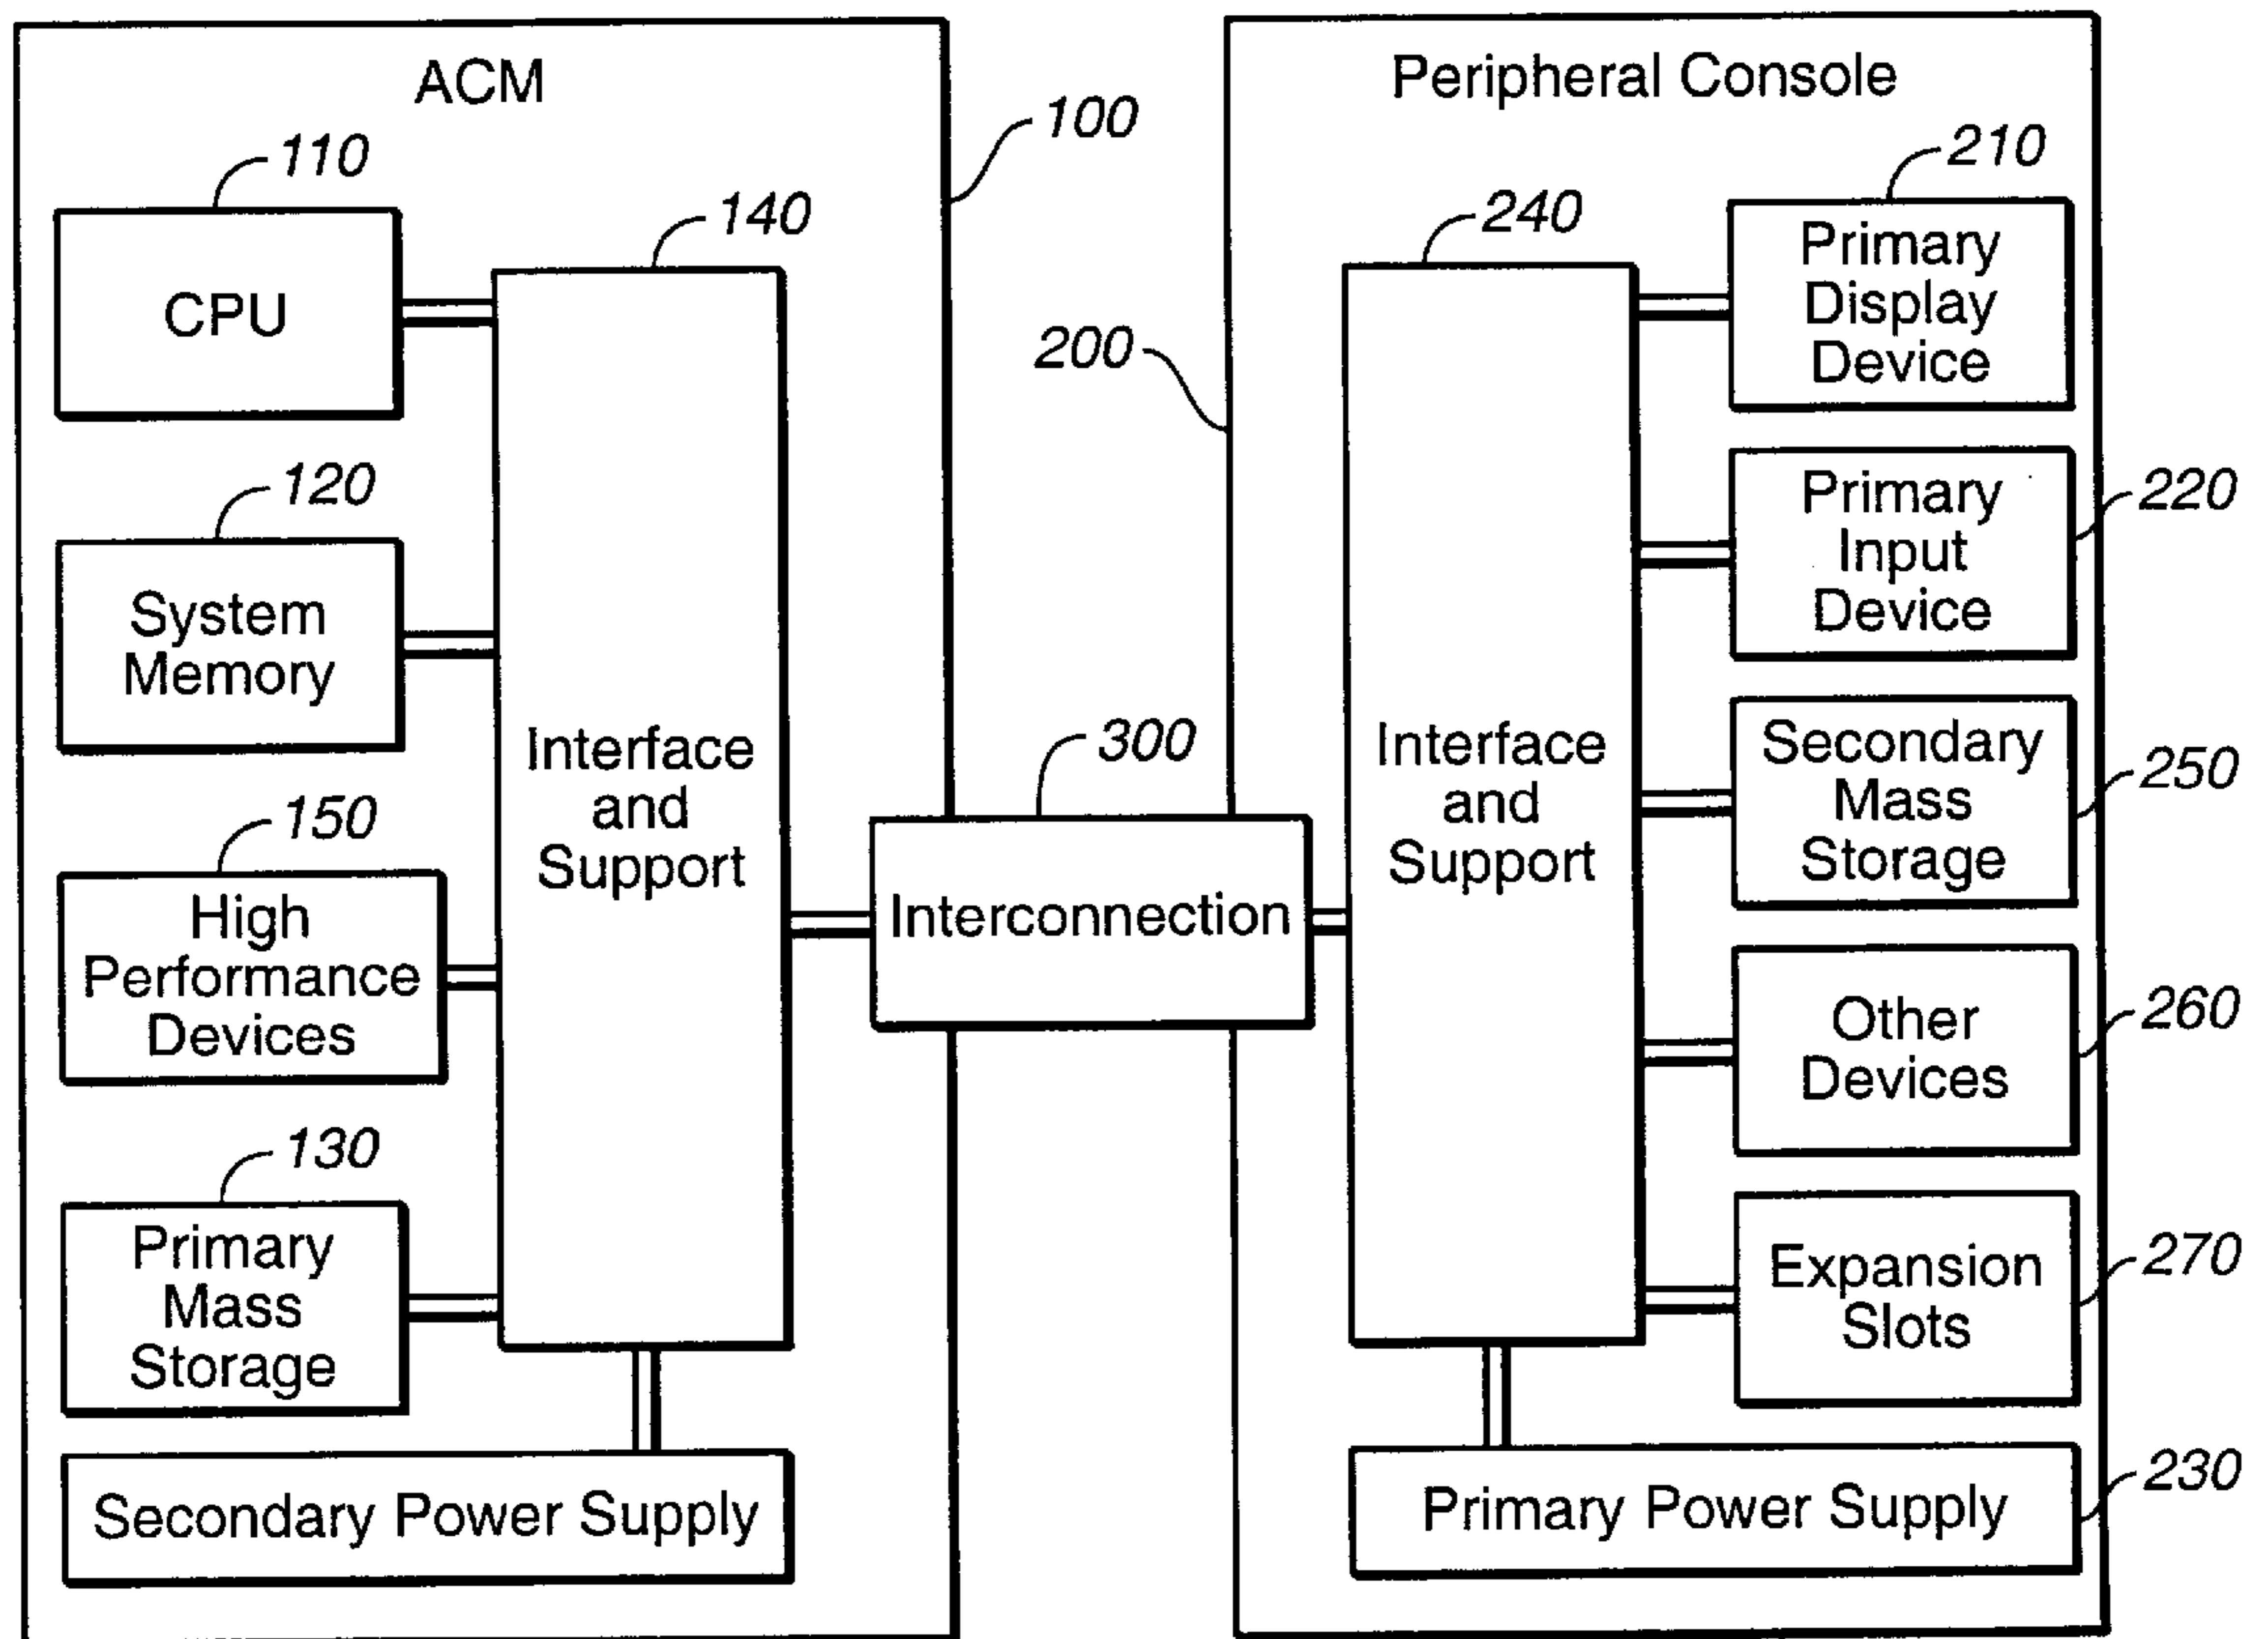 ACM
100
110
CPU
140
120
System
Memory
150
High
Performance
Devices
130
Primary
Mass
Storage
Interface
and
Support
Secondary Power Supply
300
Interconnection
Peripheral Console
200
240
Interface
and
Support
210
Primary
Display
Device
220
Primary
Input
Device
250
Secondary
Mass
Storage
260
Other
Devices
270
Expansion
Slots
230
Primary Power Supply